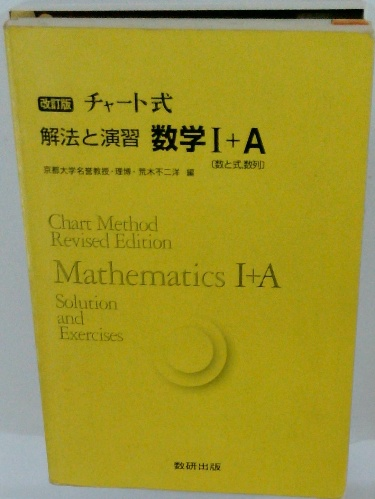 改訂版 チャート式
解法と演習 数学I+A
(数と式,数列)
京都大学名誉教授・理博・荒木不二洋 編
Chart Method
Revised Edition
Mathematics I+A
Solution
and
Exercises
数研出版